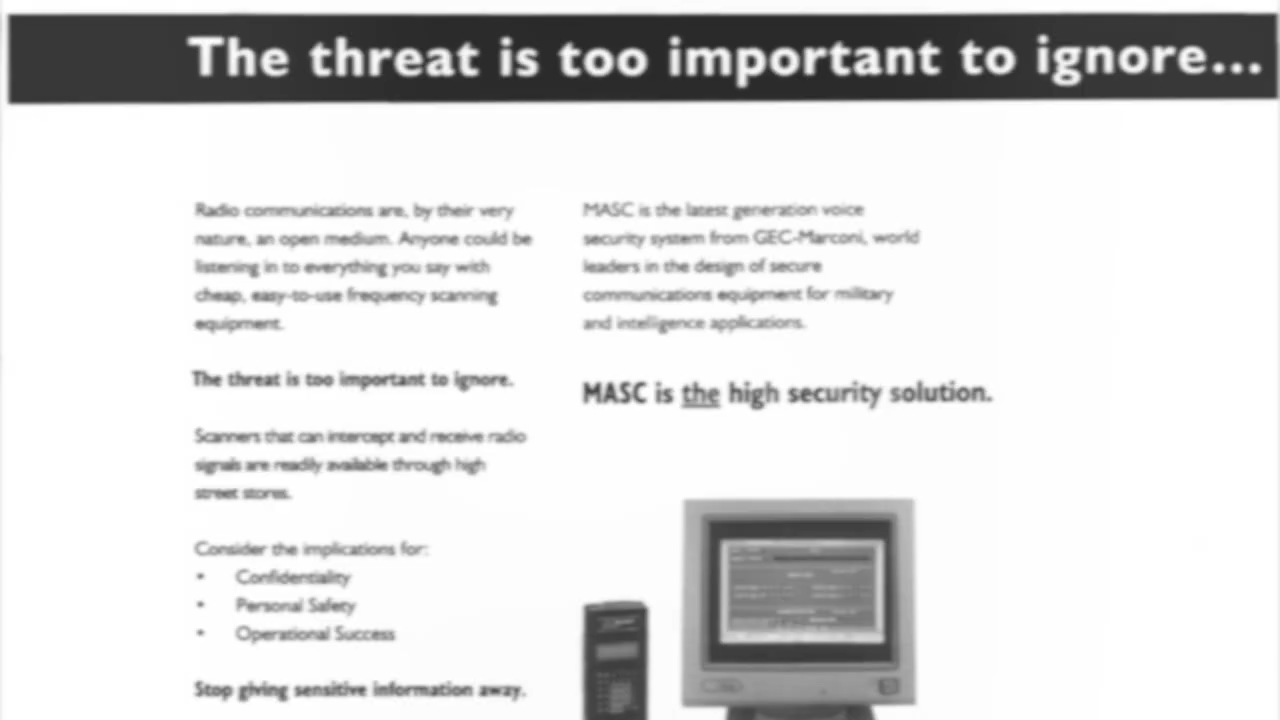 The threat is too important to ignore...
Radio communications are, by their very
nature, an open medium. Anyone could be
listening in to everything you say with
cheap, easy-to-use frequency scanning
equipment.
The threat is too important to ignore.
Scanners that can intercept and receive radio
signals are readily available through high
street stores.
Consider the implications for:
• Confidentiality
• Personal Safety
• Operational Success
Stop giving sensitive information away.
MASC is the latest generation voice
security system from GEC-Marconi, world
leaders in the design of secure
communications equipment for military
and intelligence applications.
MASC is the high security solution.